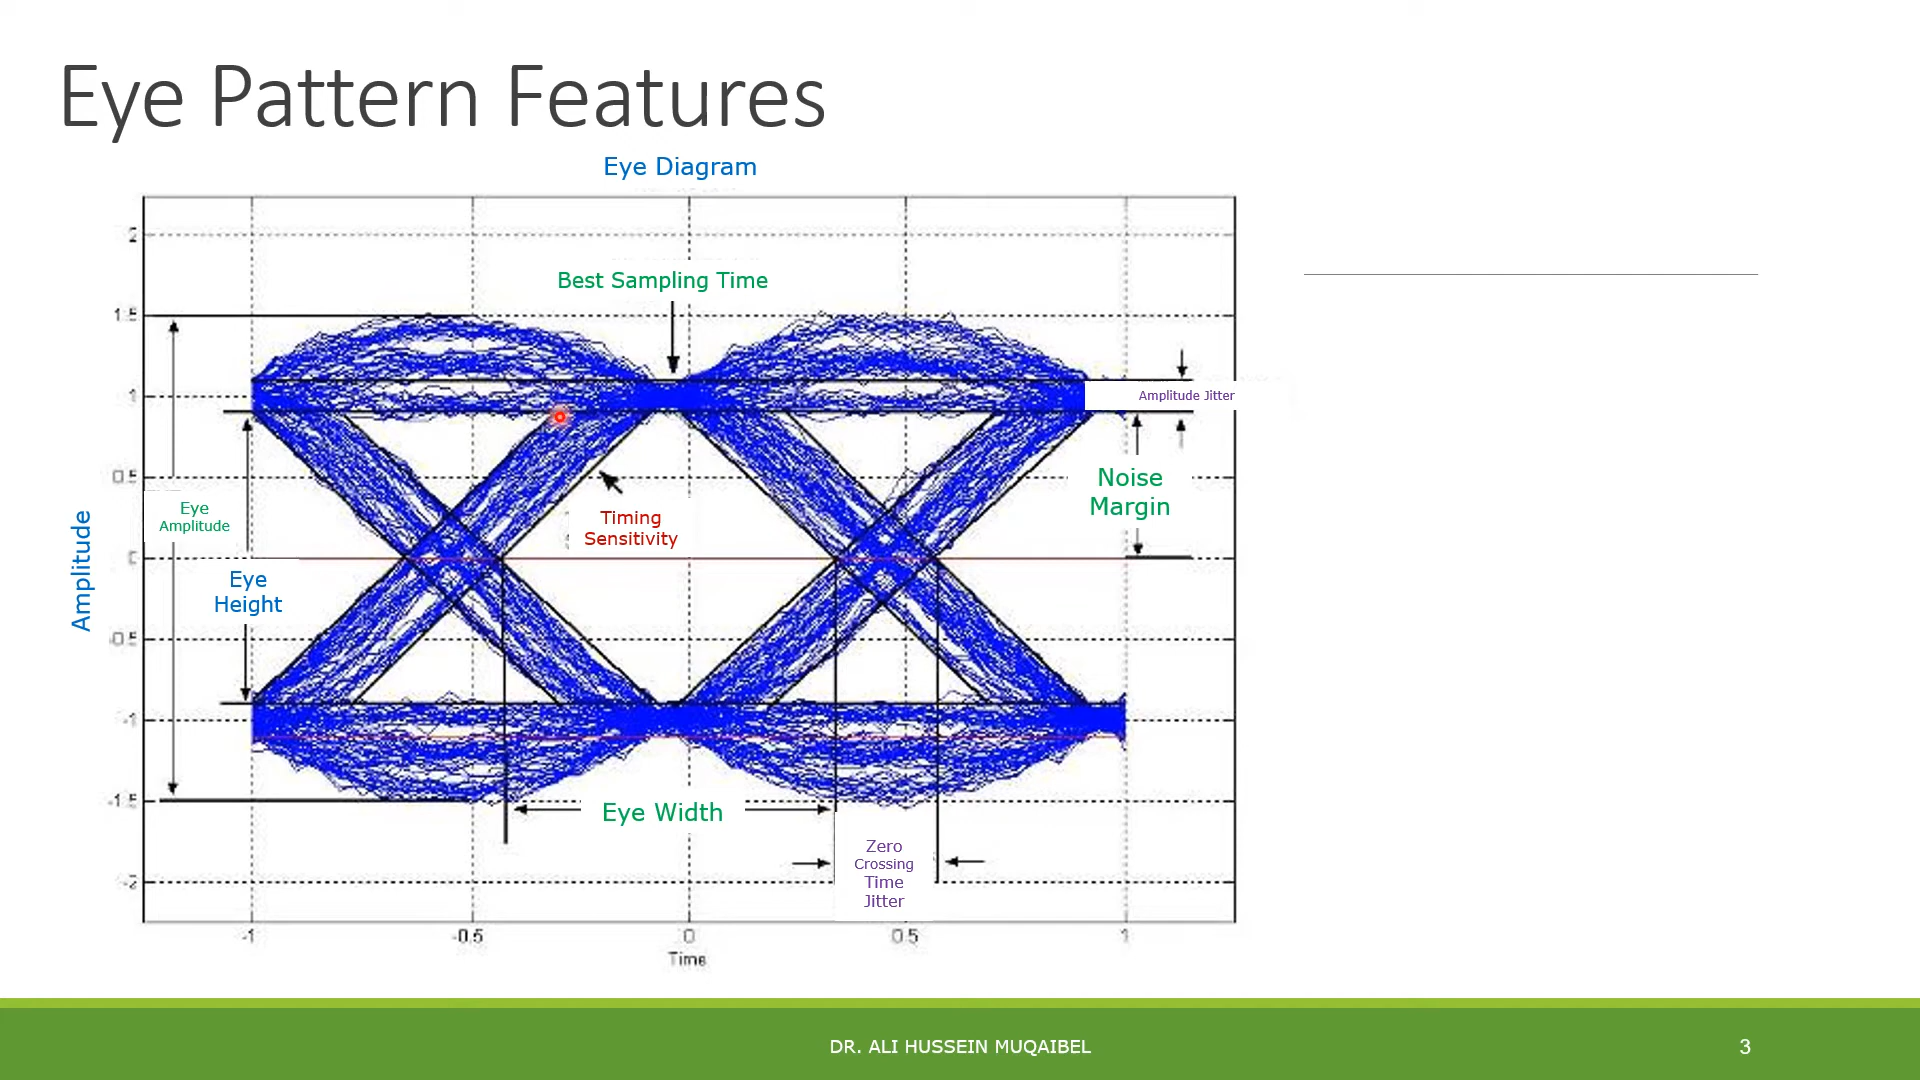 Eye Pattern Features
Eye Diagram
2
Best Sampling Time
1.5
1
Amplitude Jitter
0.5
Noise
Margin
Eye
Amplitude
Timing
Sensitivity
Amplitude
0
Eye
Height
-0.5
-1
-1.5
Eye Width
Zero
Crossing
Time
Jitter
-2
-1
-0.5
0
0.5
1
Time
DR. ALI HUSSEIN MUQAIBEL
3